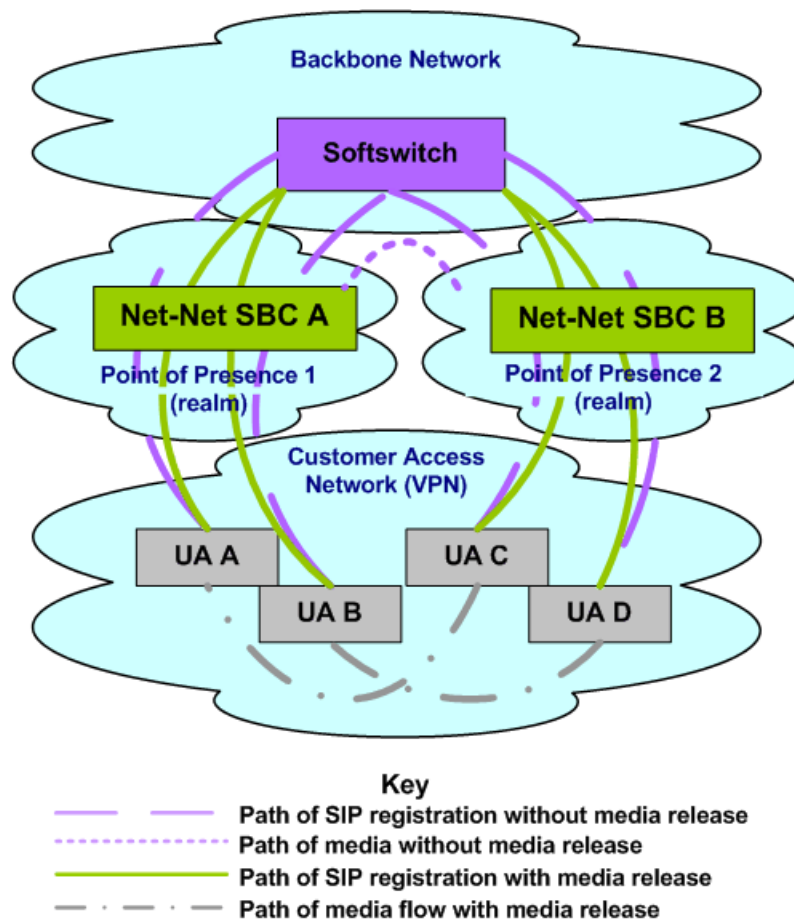 Backbone Network
Softswitch
Net-Net SBC A
Net-Net SBC B
Point of Presence 1
(realm)
Point of Presence 2
(realm)
Customer Access
Network (VPN)
UA A
UA C
UA B
UA D
Key
Path of SIP registration without media release
Path of media without media release
Path of SIP registration with media release
Path of media flow with media release